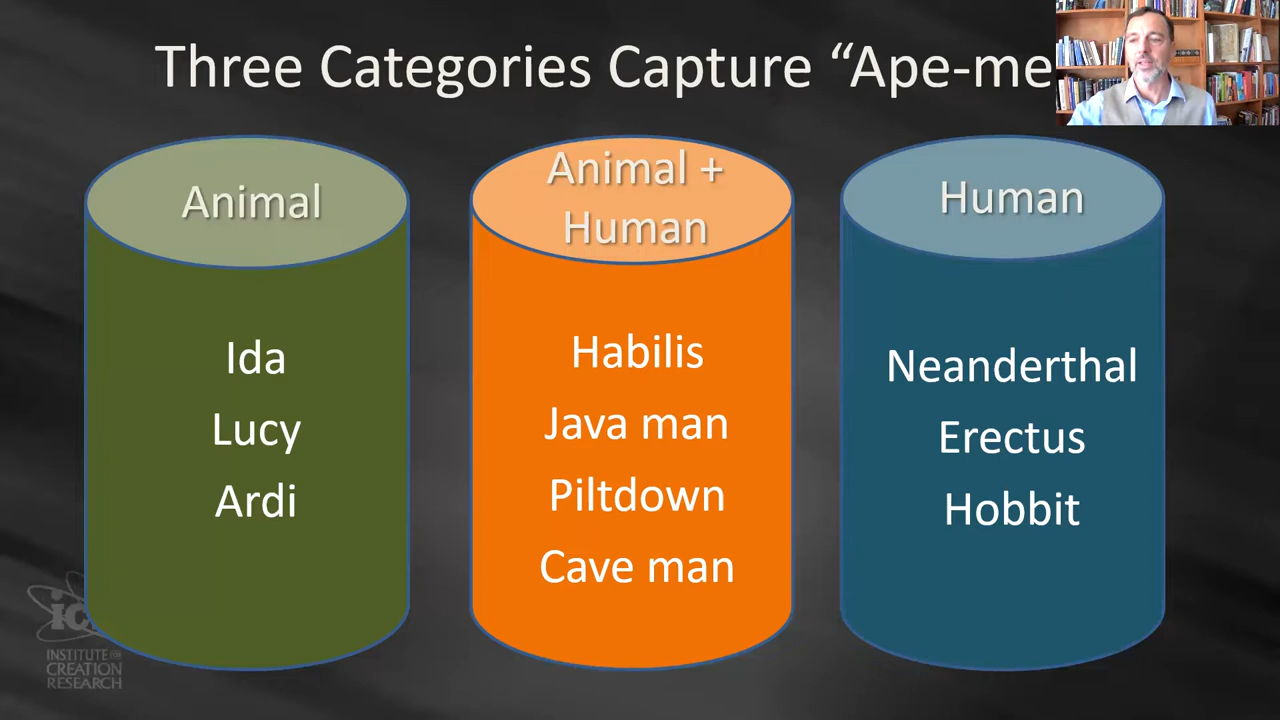 Three Categories Capture “Ape-me
Animal
Ida
Lucy
Ardi
Animal +
Human
Habilis
Java man
Piltdown
Cave man
Human
Neanderthal
Erectus
Hobbit
INSTITUTE FOR
CREATION
RESEARCH